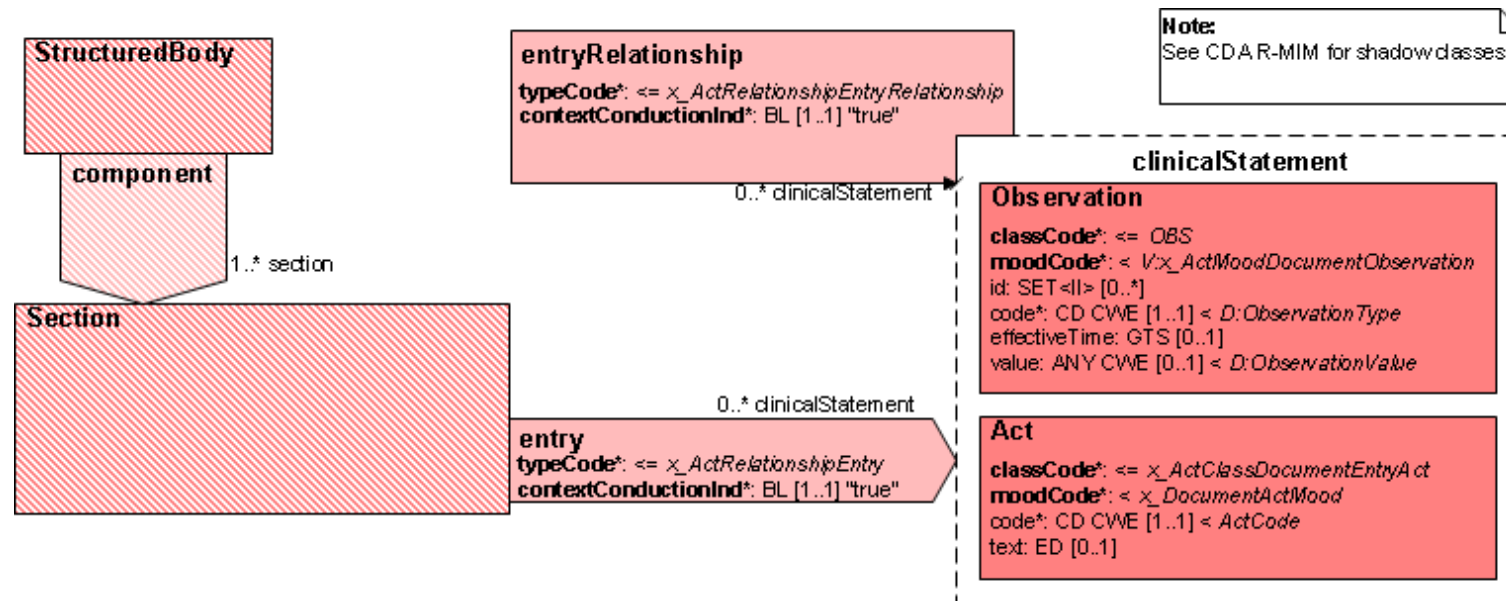 StructuredBody
component
1..* section
Section
entryRelationship
typeCode*: <= x_ActRelationshipEntryRelationship
contextConductionInd*: BL [1..1] "true"
0..* clinicalStatement
0..* clinicalStatement
entry
typeCode*: <= x_ActRelationshipEntry
contextConductionInd*: BL [1..1] "true"
Note:
See CDAR-MIM for shadow classes
clinicalStatement
Observation
classCode*: <= OBS
moodCode*: < V:x_ActMoodDocumentObservation
id: SET<II> [0..*]
code*: CD CWE [1..1] < D:ObservationType
effectiveTime: GTS [0..1]
value: ANY CWE [0..1] < D:ObservationValue
Act
classCode*: <= x_ActClassDocumentEntryAct
moodCode*: < x_DocumentActMood
code*: CD CWE [1..1] < ActCode
text: ED [0..1]